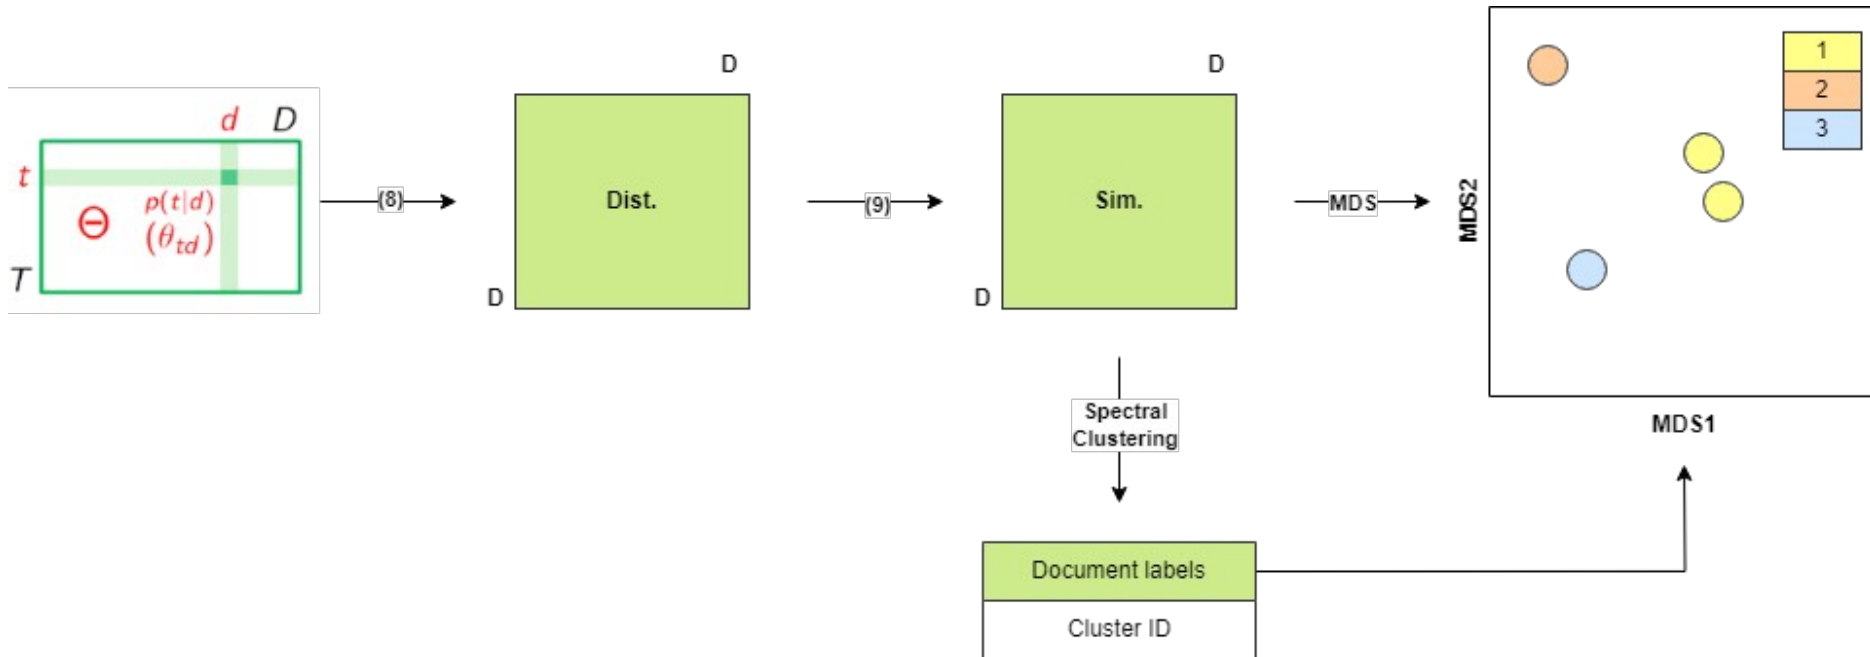 d D
t
p(t|d)
Θ
(θtd)
T
(8)
D
Dist.
D
(9)
D
Sim.
D
MDS
1
2
3
MDS2
MDS1
Spectral
Clustering
Document labels
Cluster ID